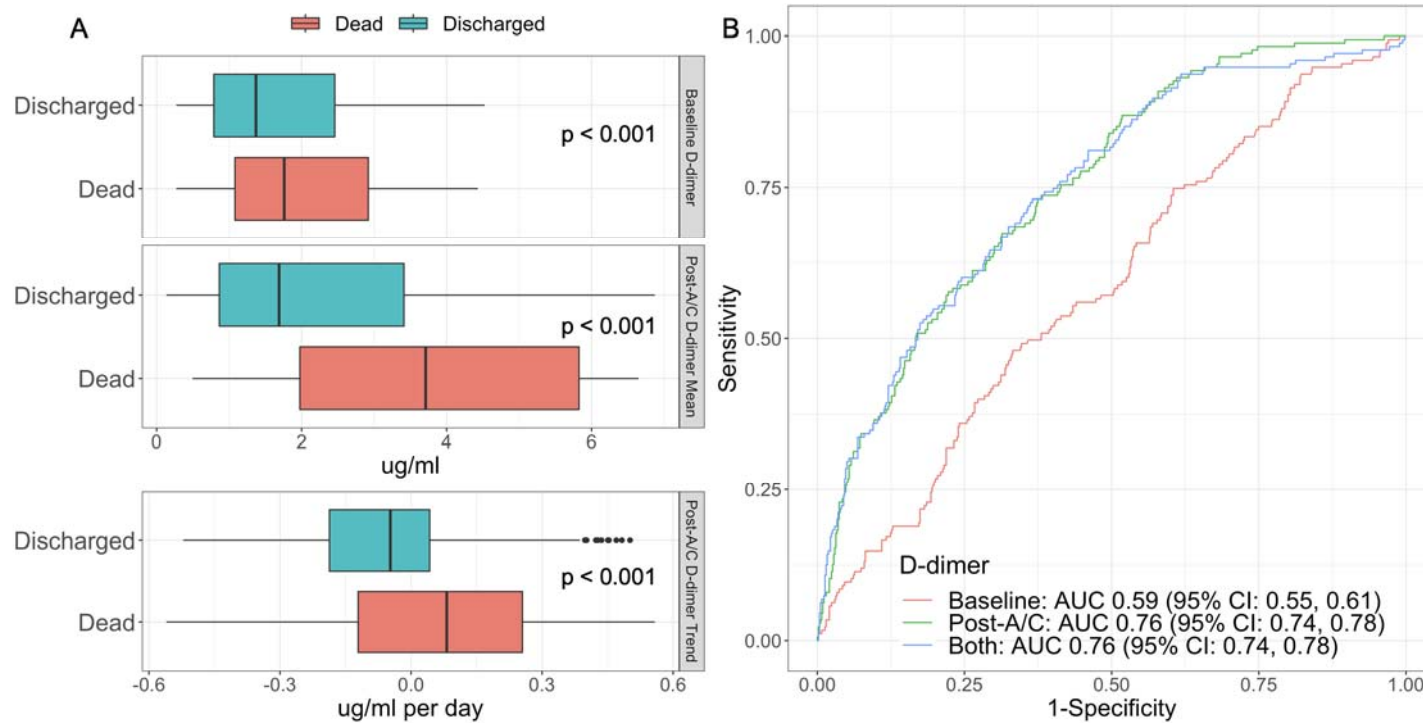 A
Dead
Discharged
Discharged
Dead
p < 0.001
Baseline D-dimer
Discharged
Dead
p < 0.001
Post-A/C D-dimer Mean
0
2
4
6
ug/ml
Discharged
Dead
p < 0.001
Post-A/C D-dimer Trend
-0.6
-0.3
0.0
0.3
0.6
ug/ml per day
B
1.00
0.75
0.50
0.25
0.00
Sensitivity
D-dimer
Baseline: AUC 0.59 (95% CI: 0.55, 0.61)
Post-A/C: AUC 0.76 (95% CI: 0.74, 0.78)
Both: AUC 0.76 (95% CI: 0.74, 0.78)
0.00
0.25
0.50
0.75
1.00
1-Specificity